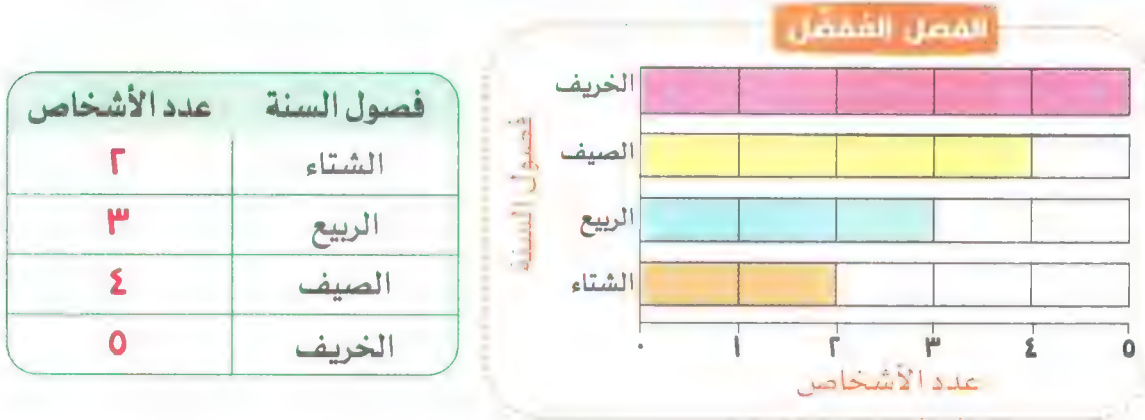 الفصل المفضل
فصول السنة
الخريف
الصيف
الربيع
الشتاء
٠ ١ ٢ ٣ ٤ ٥
عدد الأشخاص
فصول السنة عدد الأشخاص
الشتاء ٢
الربيع ٣
الصيف ٤
الخريف ٥